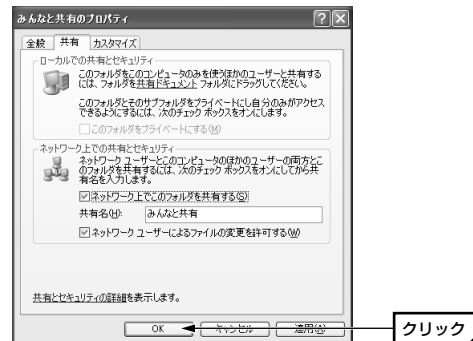 みんなと共有のプロパティ
全般 共有 カスタマイズ
ローカルでの共有とセキュリティ
このフォルダをこのコンピュータのみを使うほかのユーザーと共有する
には、フォルダを共有ドキュメント フォルダにドラッグしてください。
このフォルダとそのサブフォルダをプライベートにし自分のみがアクセス
できるようにするには、次のチェック ボックスをオンにします。
このフォルダをプライベートにする(M)
ネットワーク上での共有とセキュリティ
ネットワーク ユーザーとこのコンピュータのほかのユーザーの両方とこ
のフォルダを共有するには、次のチェック ボックスをオンにしてから共
有名を入力します。
ネットワーク上でこのフォルダを共有する(S)
共有名(H): みんなと共有
ネットワーク ユーザーによるファイルの変更を許可する(W)
共有とセキュリティの詳細を表示します。
OK キャンセル 適用(A)
クリック